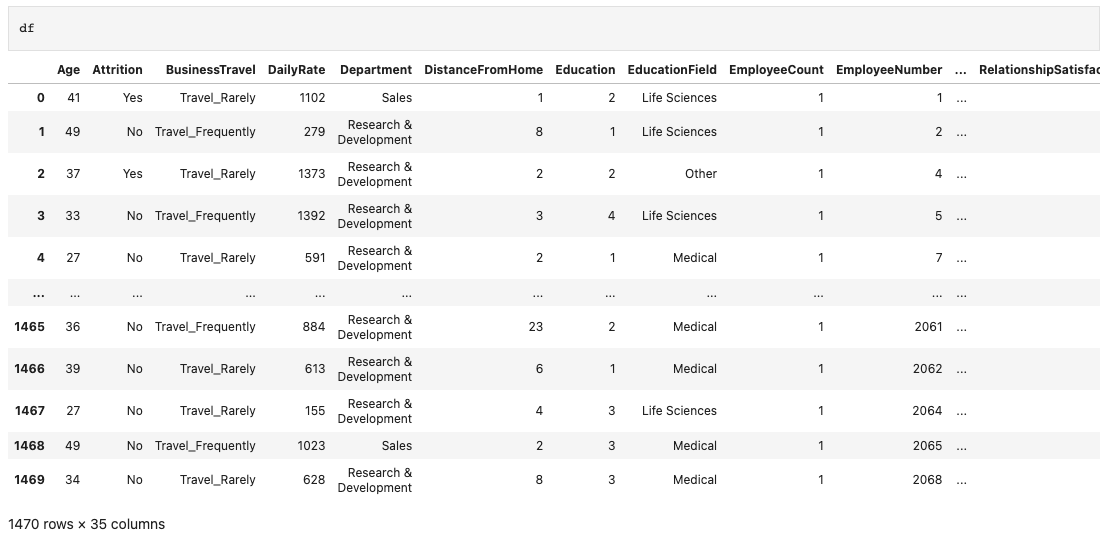 df
Age Attrition BusinessTravel DailyRate Department DistanceFromHome Education EducationField EmployeeCount EmployeeNumber ... RelationshipSatisfac
0 41 Yes Travel_Rarely 1102 Sales 1 2 Life Sciences 1 1 ...
1 49 No Travel_Frequently 279 Research & Development 8 1 Life Sciences 1 2 ...
2 37 Yes Travel_Rarely 1373 Research & Development 2 2 Other 1 4 ...
3 33 No Travel_Frequently 1392 Research & Development 3 4 Life Sciences 1 5 ...
4 27 No Travel_Rarely 591 Research & Development 2 1 Medical 1 7 ...
... ... ... ... ... ... ... ... ... ... ... ...
1465 36 No Travel_Frequently 884 Research & Development 23 2 Medical 1 2061 ...
1466 39 No Travel_Rarely 613 Research & Development 6 1 Medical 1 2062 ...
1467 27 No Travel_Rarely 155 Research & Development 4 3 Life Sciences 1 2064 ...
1468 49 No Travel_Frequently 1023 Sales 2 3 Medical 1 2065 ...
1469 34 No Travel_Rarely 628 Research & Development 8 3 Medical 1 2068 ...
1470 rows × 35 columns